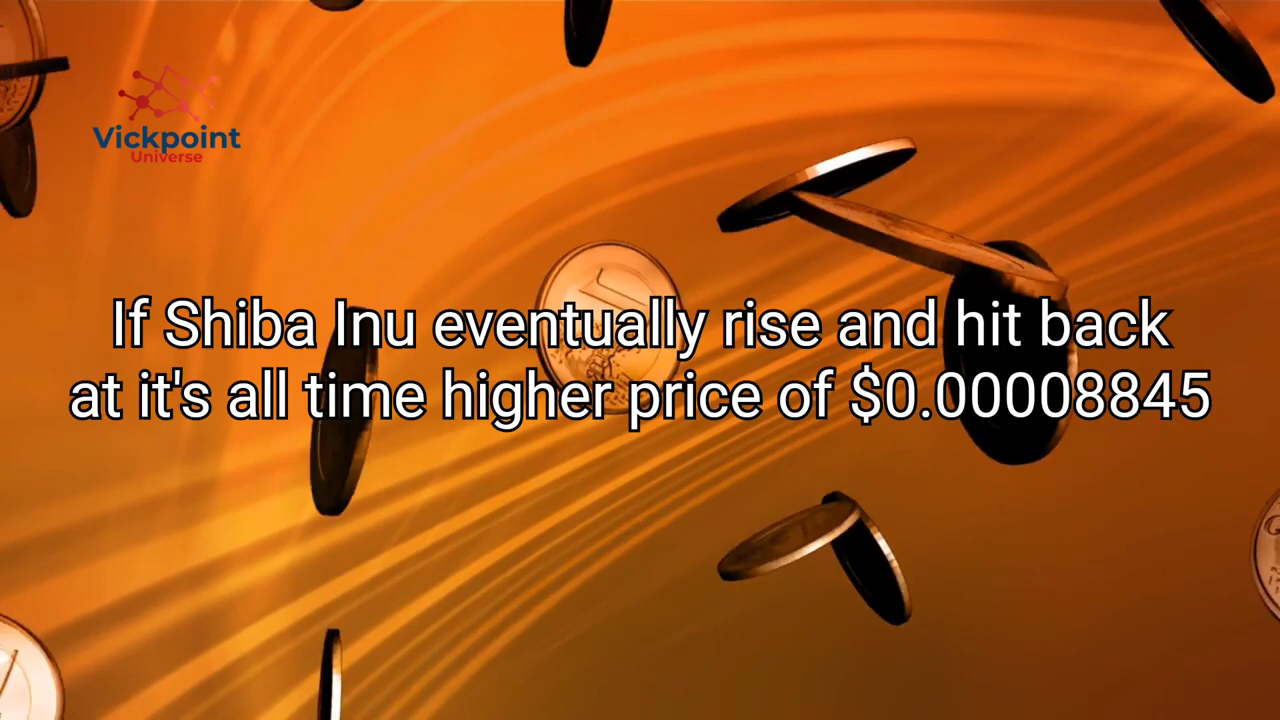 Vickpoint
Universe
If Shiba Inu eventually rise and hit back
at it's all time higher price of $0.00008845